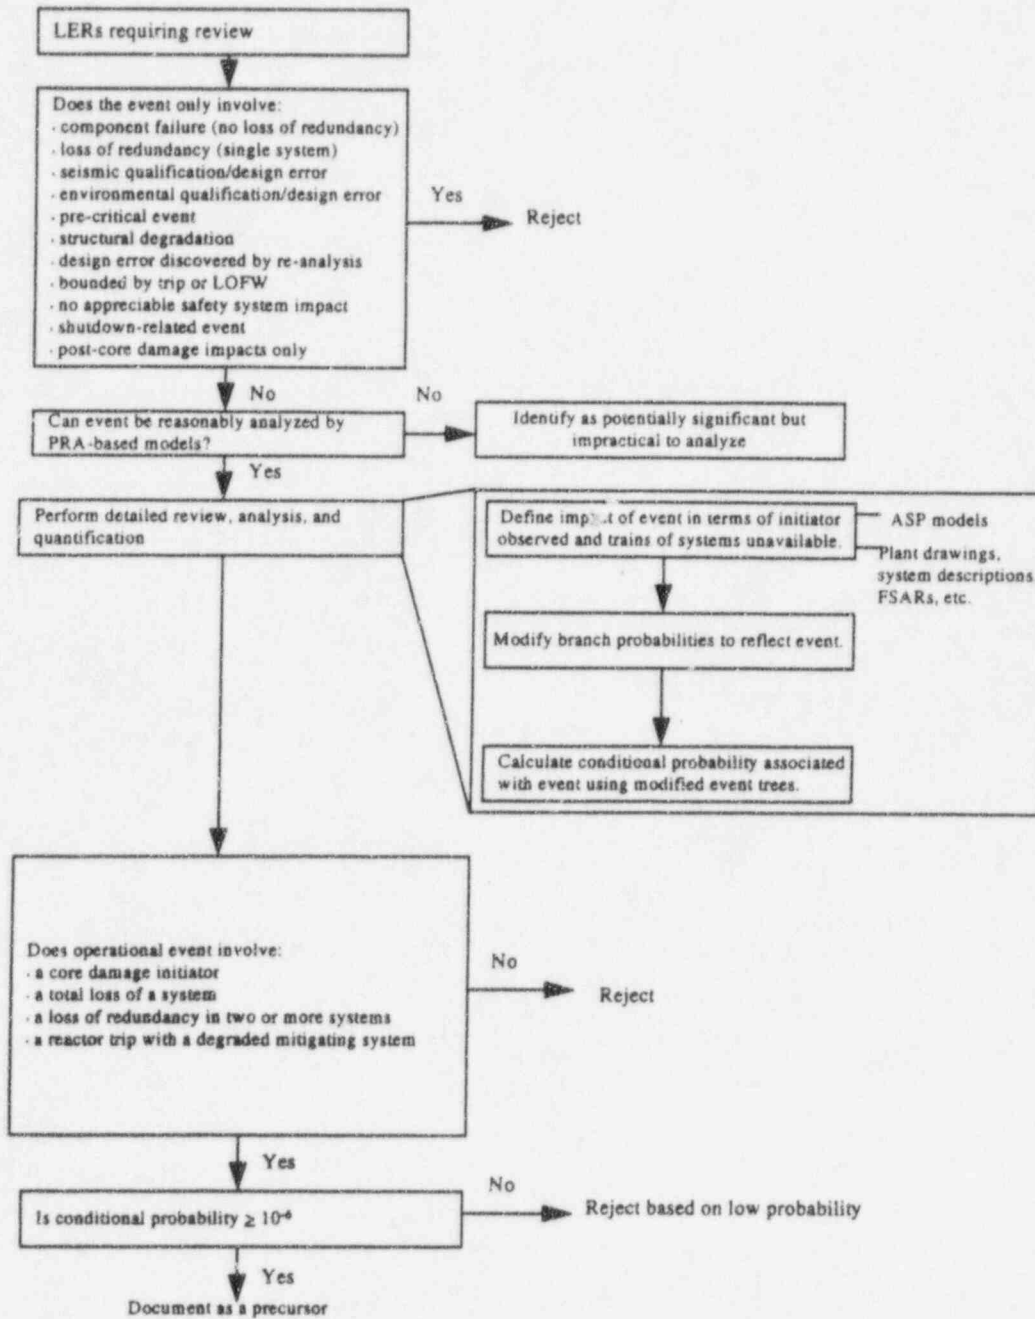 LERs requiring review
Does the event only involve:
· component failure (no loss of redundancy)
· loss of redundancy (single system)
· seismic qualification/design error
· environmental qualification/design error
· pre-critical event
· structural degradation
· design error discovered by re-analysis
· bounded by trip or LOFW
· no appreciable safety system impact
· shutdown-related event
· post-core damage impacts only
Yes
Reject
No
Can event be reasonably analyzed by
PRA-based models?
No
Identify as potentially significant but
impractical to analyze
Yes
Perform detailed review, analysis, and
quantification
Define impact of event in terms of initiator
observed and trains of systems unavailable.
ASP models
Plant drawings,
system descriptions
FSARs, etc.
Modify branch probabilities to reflect event.
Calculate conditional probability associated
with event using modified event trees.
Does operational event involve:
· a core damage initiator
· a total loss of a system
· a loss of redundancy in two or more systems
· a reactor trip with a degraded mitigating system
No
Reject
Yes
Is conditional probability ≥ 10⁻⁶
No
Reject based on low probability
Yes
Document as a precursor